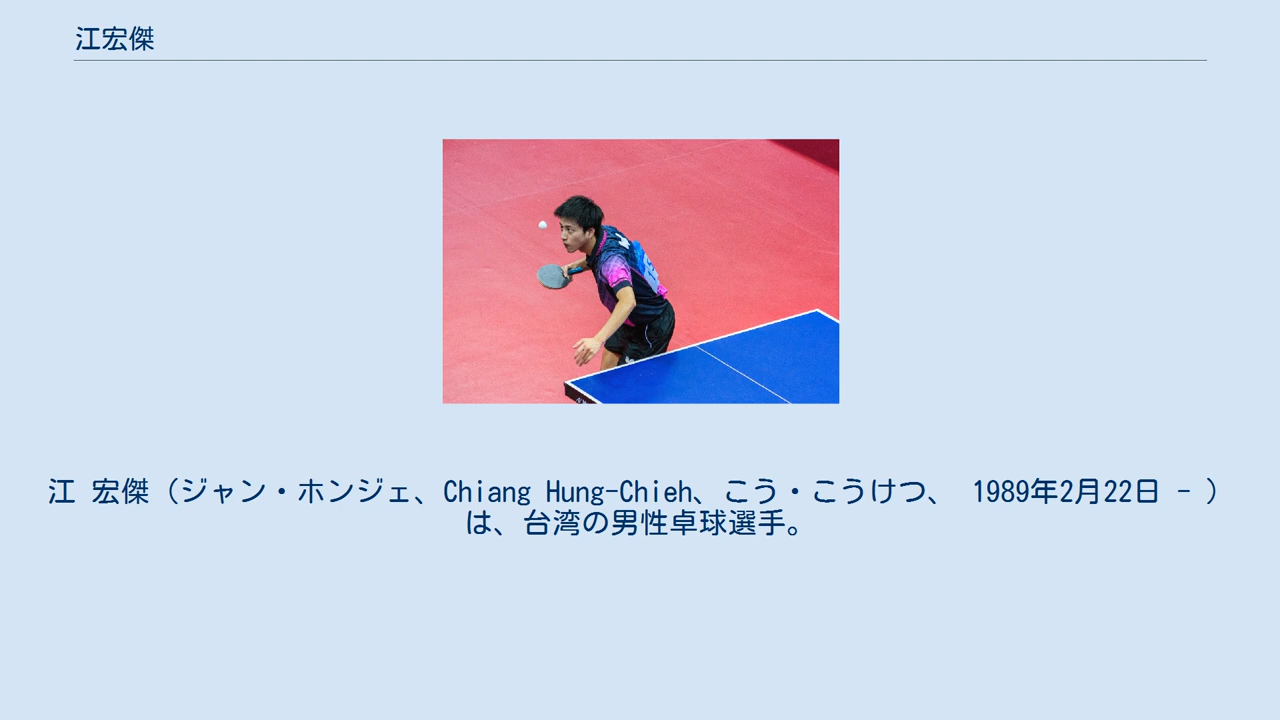 江宏傑
江 宏傑（ジャン・ホンジェ、Chiang Hung-Chieh、こう・こうけつ、 1989年2月22日 - ）
は、台湾の男性卓球選手。